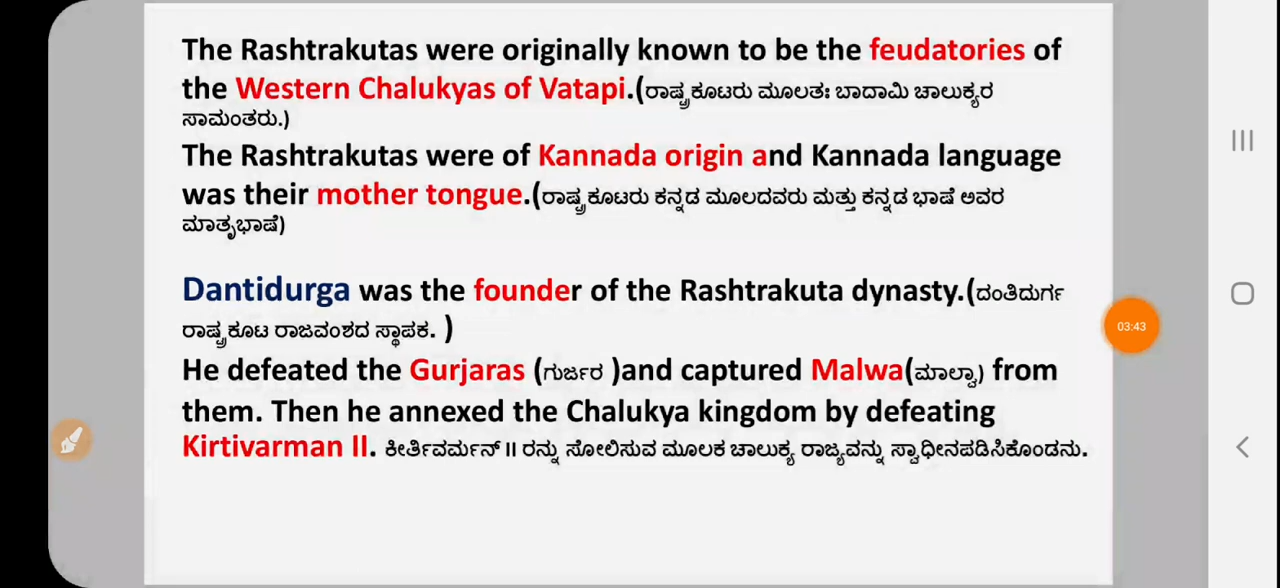 The Rashtrakutas were originally known to be the feudatories of
the Western Chalukyas of Vatapi.(ರಾಷ್ಟ್ರಕೂಟರು ಮೂಲತಃ ಬಾದಾಮಿ ಚಾಲುಕ್ಯರ
ಸಾಮಂತರು.)
The Rashtrakutas were of Kannada origin and Kannada language
was their mother tongue.(ರಾಷ್ಟ್ರಕೂಟರು ಕನ್ನಡ ಮೂಲದವರು ಮತ್ತು ಕನ್ನಡ ಭಾಷೆ ಅವರ
ಮಾತೃಭಾಷೆ)
Dantidurga was the founder of the Rashtrakuta dynasty.(ದಂತಿದುರ್ಗ
ರಾಷ್ಟ್ರಕೂಟ ರಾಜವಂಶದ ಸ್ಥಾಪಕ. )
He defeated the Gurjaras (ಗುರ್ಜರ )and captured Malwa(ಮಾಲ್ವಾ) from
them. Then he annexed the Chalukya kingdom by defeating
Kirtivarman II. ಕೀರ್ತಿವರ್ಮನ್ II ರನ್ನು ಸೋಲಿಸುವ ಮೂಲಕ ಚಾಲುಕ್ಯ ರಾಜ್ಯವನ್ನು ಸ್ವಾಧೀನಪಡಿಸಿಕೊಂಡನು.
03:43